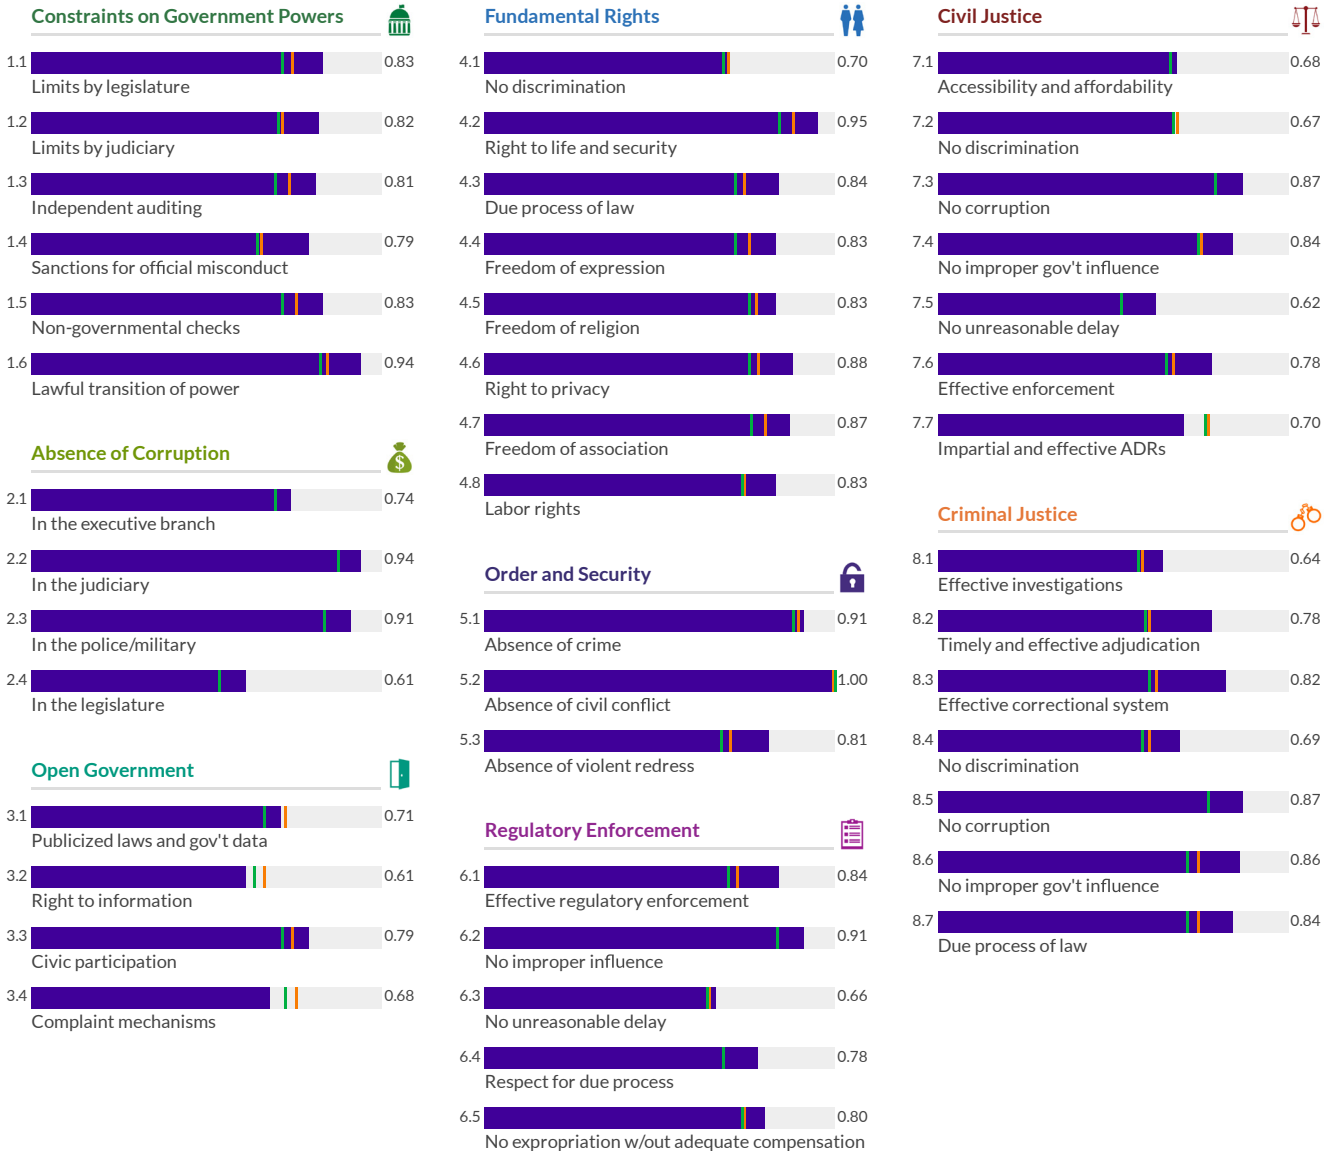 Constraints on Government Powers
1.1 0.83
Limits by legislature
1.2 0.82
Limits by judiciary
1.3 0.81
Independent auditing
1.4 0.79
Sanctions for official misconduct
1.5 0.83
Non-governmental checks
1.6 0.94
Lawful transition of power
Absence of Corruption
$
2.1 0.74
In the executive branch
2.2 0.94
In the judiciary
2.3 0.91
In the police/military
2.4 0.61
In the legislature
Open Government
3.1 0.71
Publicized laws and gov't data
3.2 0.61
Right to information
3.3 0.79
Civic participation
3.4 0.68
Complaint mechanisms
Fundamental Rights
4.1 0.70
No discrimination
4.2 0.95
Right to life and security
4.3 0.84
Due process of law
4.4 0.83
Freedom of expression
4.5 0.83
Freedom of religion
4.6 0.88
Right to privacy
4.7 0.87
Freedom of association
4.8 0.83
Labor rights
Order and Security
5.1 0.91
Absence of crime
5.2 1.00
Absence of civil conflict
5.3 0.81
Absence of violent redress
Regulatory Enforcement
6.1 0.84
Effective regulatory enforcement
6.2 0.91
No improper influence
6.3 0.66
No unreasonable delay
6.4 0.78
Respect for due process
6.5 0.80
No expropriation w/out adequate compensation
Civil Justice
7.1 0.68
Accessibility and affordability
7.2 0.67
No discrimination
7.3 0.87
No corruption
7.4 0.84
No improper gov't influence
7.5 0.62
No unreasonable delay
7.6 0.78
Effective enforcement
7.7 0.70
Impartial and effective ADRs
Criminal Justice
8.1 0.64
Effective investigations
8.2 0.78
Timely and effective adjudication
8.3 0.82
Effective correctional system
8.4 0.69
No discrimination
8.5 0.87
No corruption
8.6 0.86
No improper gov't influence
8.7 0.84
Due process of law